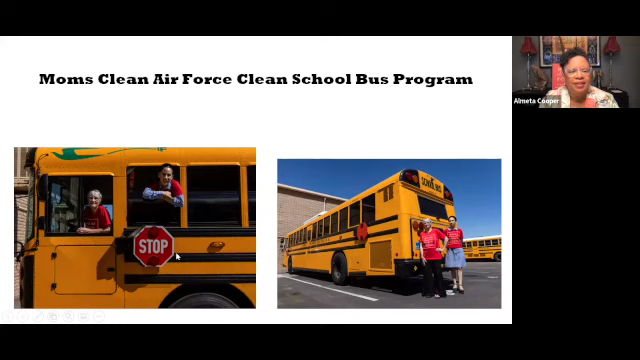 Moms Clean Air Force Clean School Bus Program
Almeta Cooper
STOP
SCHOOL BUS